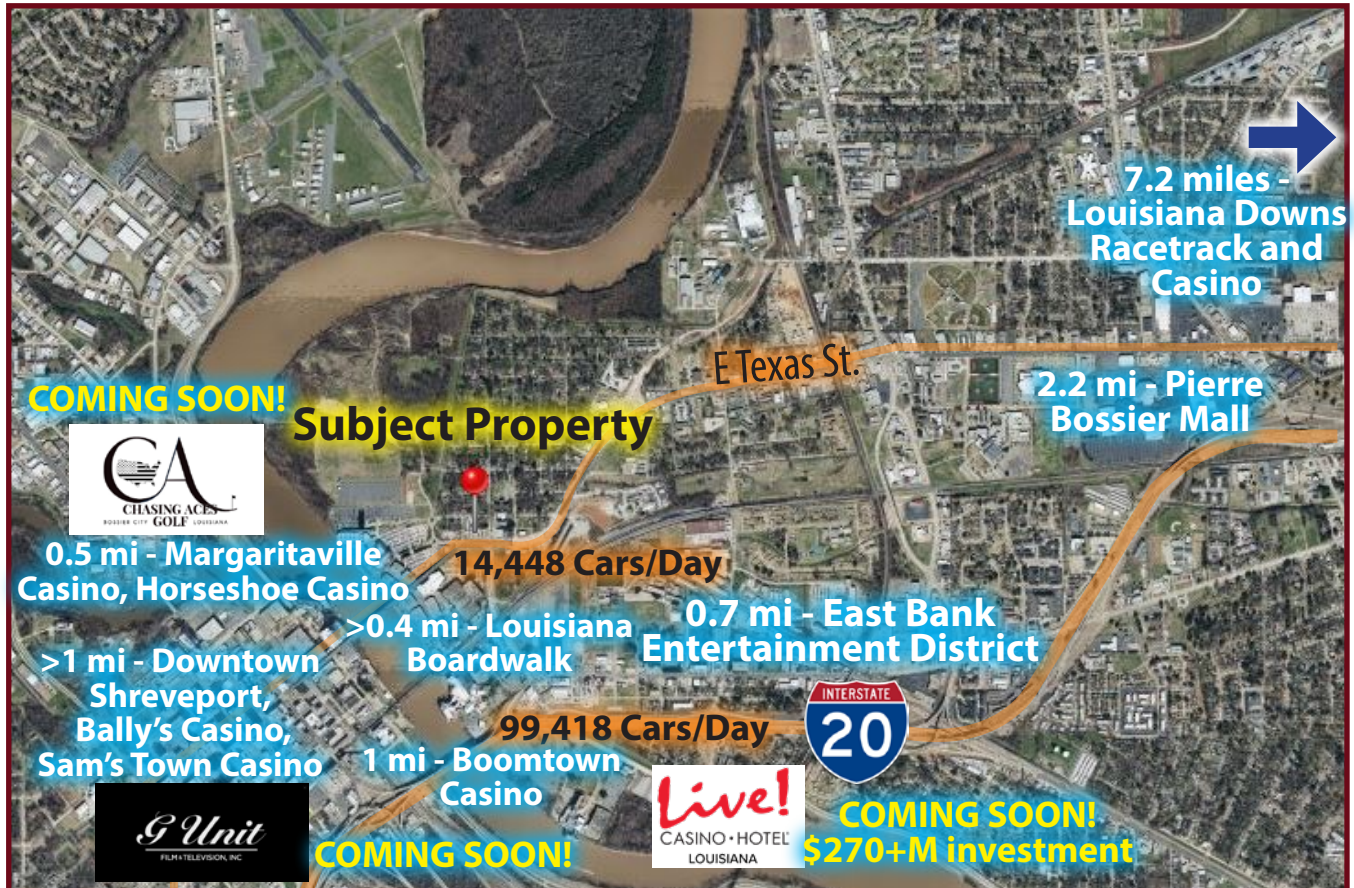 7.2 miles -
Louisiana Downs
Racetrack and
Casino
E Texas St.
COMING SOON!
Subject Property
2.2 mi - Pierre
Bossier Mall
CA
CHASING ACES
BOSSIER CITY GOLF LOUISIANA
0.5 mi - Margaritaville
Casino, Horseshoe Casino
14,448 Cars/Day
>0.4 mi - Louisiana
Boardwalk
0.7 mi - East Bank
Entertainment District
>1 mi - Downtown
Shreveport,
Bally's Casino,
Sam's Town Casino
99,418 Cars/Day
INTERSTATE
20
1 mi - Boomtown
Casino
G Unit
FILM & TELEVISION, INC
COMING SOON!
Live!
CASINO • HOTEL
LOUISIANA
COMING SOON!
$270+M investment